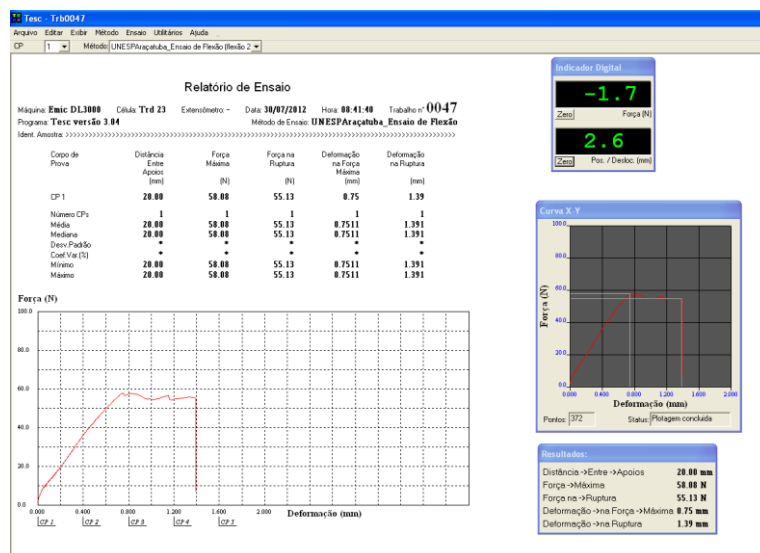 Tesc - Trb0047
Arquivo Editar Exibir Método Ensaio Utilitários Ajuda
CP 1 Método: UNESPAraçatuba_Ensaio de Flexão (flexão 2
Relatório de Ensaio
Máquina: Emic DL3000 Célula: Trd 23 Extensômetro: - Data: 30/07/2012 Hora: 08:41:40 Trabalho n° 0047
Programa: Tesc versão 3.04 Método de Ensaio: UNESPAraçatuba_Ensaio de Flexão
Ident. Amostra: >>>>>>>>>>>>>>>>>>>>>>>>>>>>>>>>>>>>>>>>>>>>>>>>>>>>>>>>>>>>>>>>>>>>>>>>>>>>>>
Corpo de Distância Força Força na Deformação Deformação
Prova Entre Máxima Ruptura na Força na Ruptura
Apoios Máxima
(mm) (N) (N) (mm) (mm)
CP 1 20.00 58.08 55.13 0.75 1.39
Número CPs 1 1 1 1 1
Média 20.00 58.08 55.13 0.7511 1.391
Mediana 20.00 58.08 55.13 0.7511 1.391
Desv.Padrão * * * * *
Coef.Var.(%) * * * * *
Mínimo 20.00 58.08 55.13 0.7511 1.391
Máximo 20.00 58.08 55.13 0.7511 1.391
Força (N)
100.0
80.0
60.0
40.0
20.0
0.0
0.000 0.400 0.800 1.200 1.600 2.000 Deformação (mm)
CP 1 CP 2 CP 3 CP 4 CP 5
Indicador Digital
-1.7
Zero Força (N)
2.6
Zero Pos. / Desloc. (mm)
Curva X-Y
Força (N)
100.0
80.0
60.0
40.0
20.0
0.0
0.000 0.400 0.800 1.200 1.600 2.000
Deformação (mm)
Pontos: 372 Status: Plotagem concluida
Resultados:
Distância->Entre->Apoios 20.00 mm
Força->Máxima 58.08 N
Força na->Ruptura 55.13 N
Deformação->na Força->Máxima 0.75 mm
Deformação->na Ruptura 1.39 mm